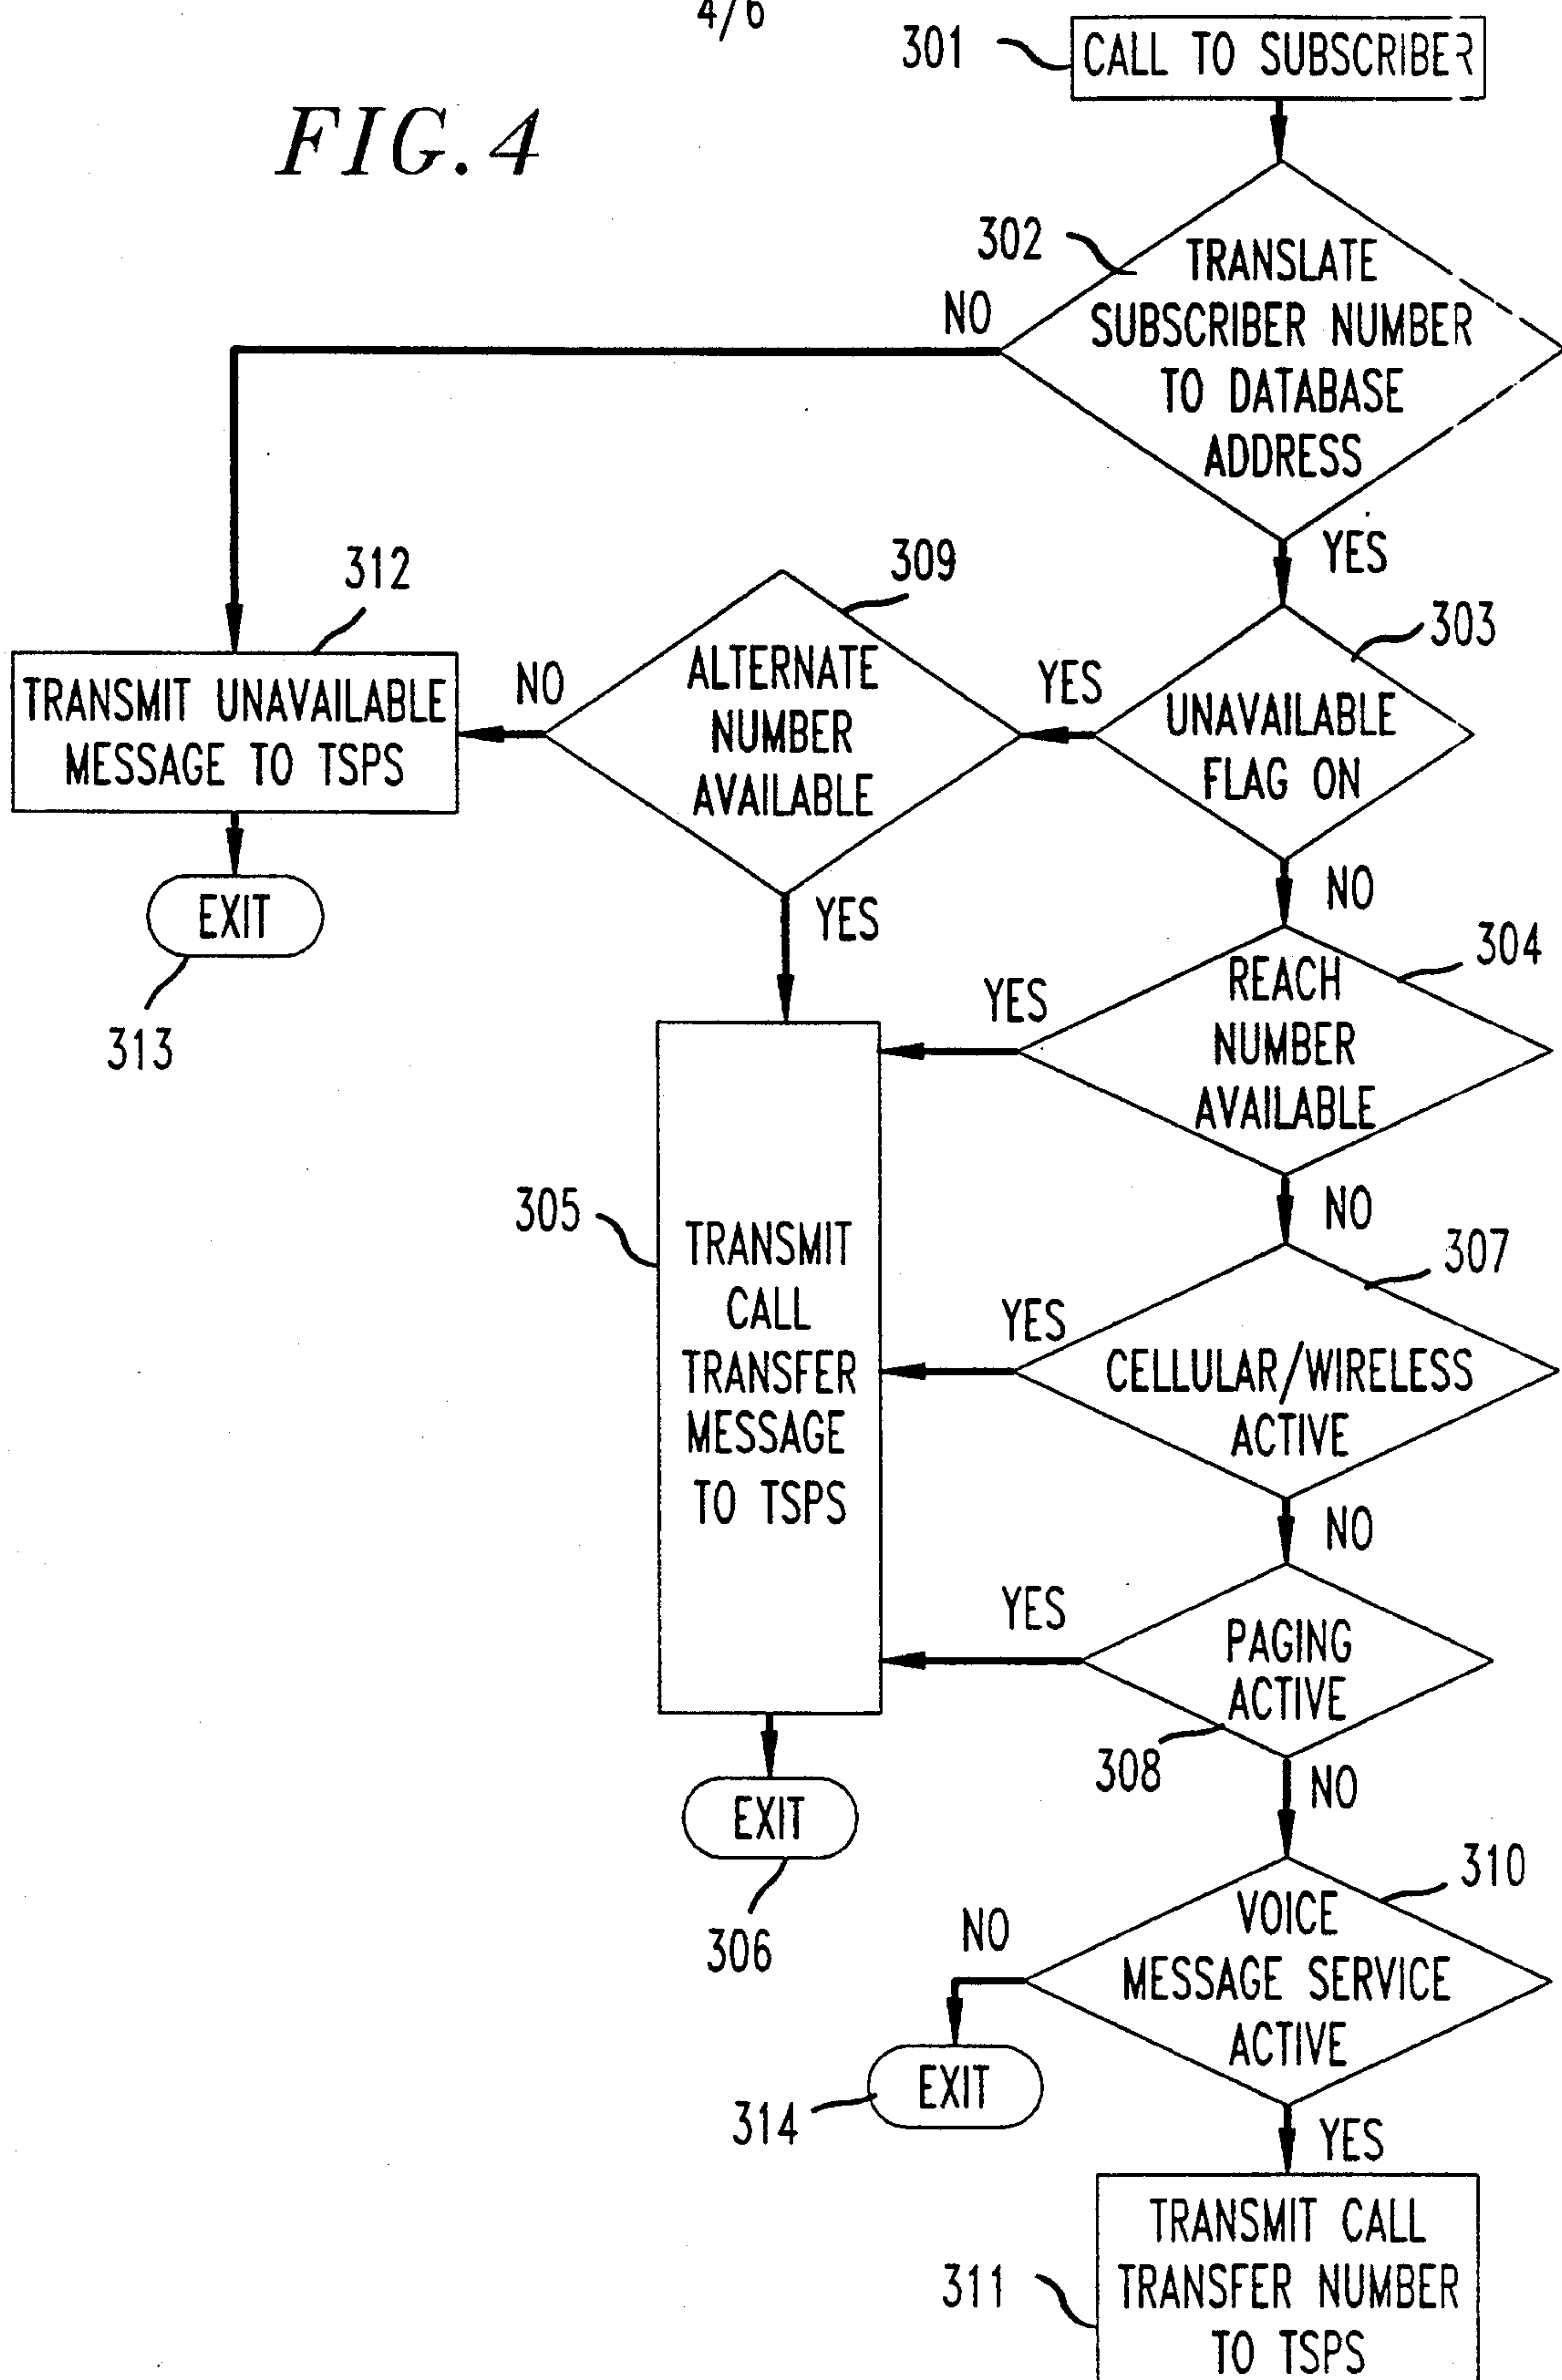 4/6
FIG. 4
301
CALL TO SUBSCRIBER
302
TRANSLATE
SUBSCRIBER NUMBER
TO DATABASE
ADDRESS
NO
YES
312
309
303
TRANSMIT UNAVAILABLE
MESSAGE TO TSPS
NO
ALTERNATE
NUMBER
AVAILABLE
YES
UNAVAILABLE
FLAG ON
EXIT
313
YES
NO
304
REACH
NUMBER
AVAILABLE
YES
NO
305
TRANSMIT
CALL
TRANSFER
MESSAGE
TO TSPS
307
YES
CELLULAR/WIRELESS
ACTIVE
NO
YES
PAGING
ACTIVE
308
NO
EXIT
306
310
VOICE
MESSAGE SERVICE
ACTIVE
NO
EXIT
314
YES
311
TRANSMIT CALL
TRANSFER NUMBER
TO TSPS